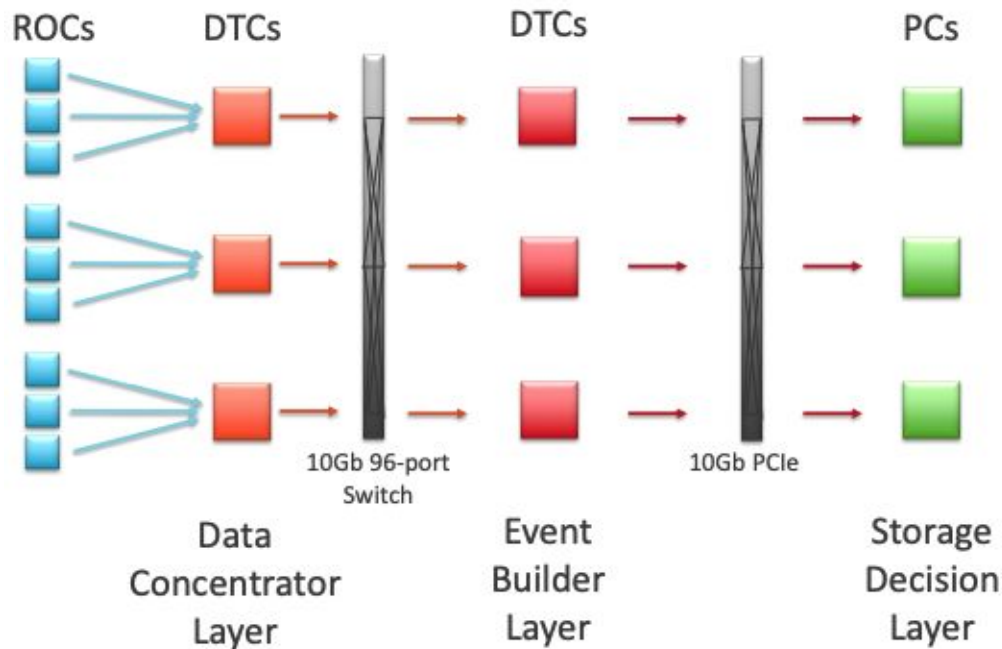 ROCs
DTCs
DTCs
PCs
10Gb 96-port
Switch
10Gb PCIe
Data
Concentrator
Layer
Event
Builder
Layer
Storage
Decision
Layer